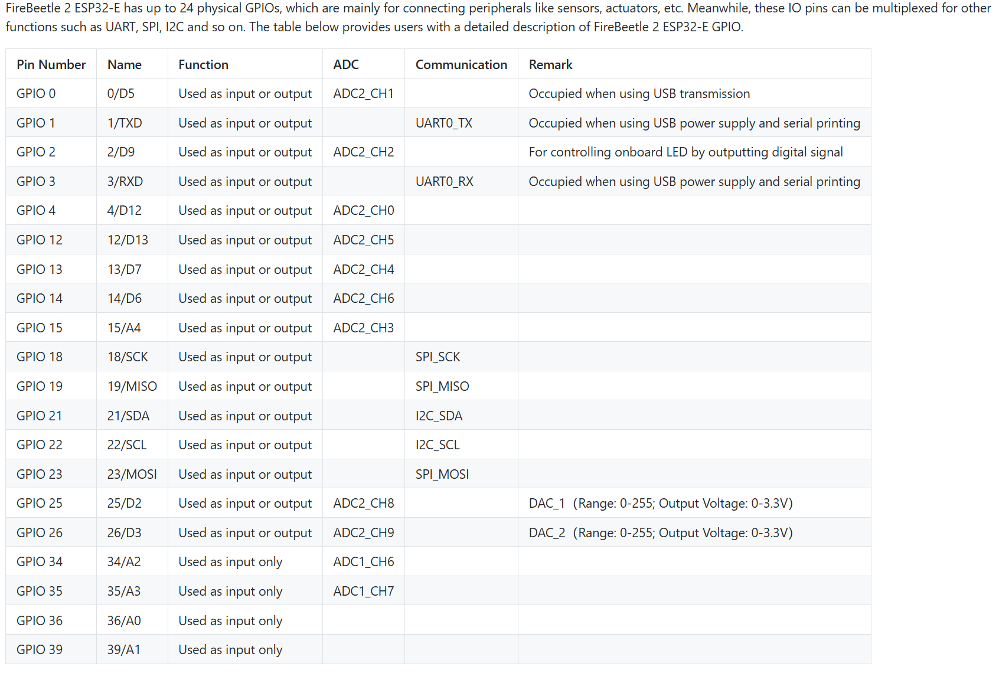 FireBeetle 2 ESP32-E has up to 24 physical GPIOs, which are mainly for connecting peripherals like sensors, actuators, etc. Meanwhile, these IO pins can be multiplexed for other
functions such as UART, SPI, I2C and so on. The table below provides users with a detailed description of FireBeetle 2 ESP32-E GPIO.
Pin Number Name Function ADC Communication Remark
GPIO 0 0/D5 Used as input or output ADC2_CH1 Occupied when using USB transmission
GPIO 1 1/TXD Used as input or output UART0_TX Occupied when using USB power supply and serial printing
GPIO 2 2/D9 Used as input or output ADC2_CH2 For controlling onboard LED by outputting digital signal
GPIO 3 3/RXD Used as input or output UART0_RX Occupied when using USB power supply and serial printing
GPIO 4 4/D12 Used as input or output ADC2_CH0
GPIO 12 12/D13 Used as input or output ADC2_CH5
GPIO 13 13/D7 Used as input or output ADC2_CH4
GPIO 14 14/D6 Used as input or output ADC2_CH6
GPIO 15 15/A4 Used as input or output ADC2_CH3
GPIO 18 18/SCK Used as input or output SPI_SCK
GPIO 19 19/MISO Used as input or output SPI_MISO
GPIO 21 21/SDA Used as input or output I2C_SDA
GPIO 22 22/SCL Used as input or output I2C_SCL
GPIO 23 23/MOSI Used as input or output SPI_MOSI
GPIO 25 25/D2 Used as input or output ADC2_CH8 DAC_1（Range: 0-255; Output Voltage: 0-3.3V）
GPIO 26 26/D3 Used as input or output ADC2_CH9 DAC_2（Range: 0-255; Output Voltage: 0-3.3V）
GPIO 34 34/A2 Used as input only ADC1_CH6
GPIO 35 35/A3 Used as input only ADC1_CH7
GPIO 36 36/A0 Used as input only
GPIO 39 39/A1 Used as input only